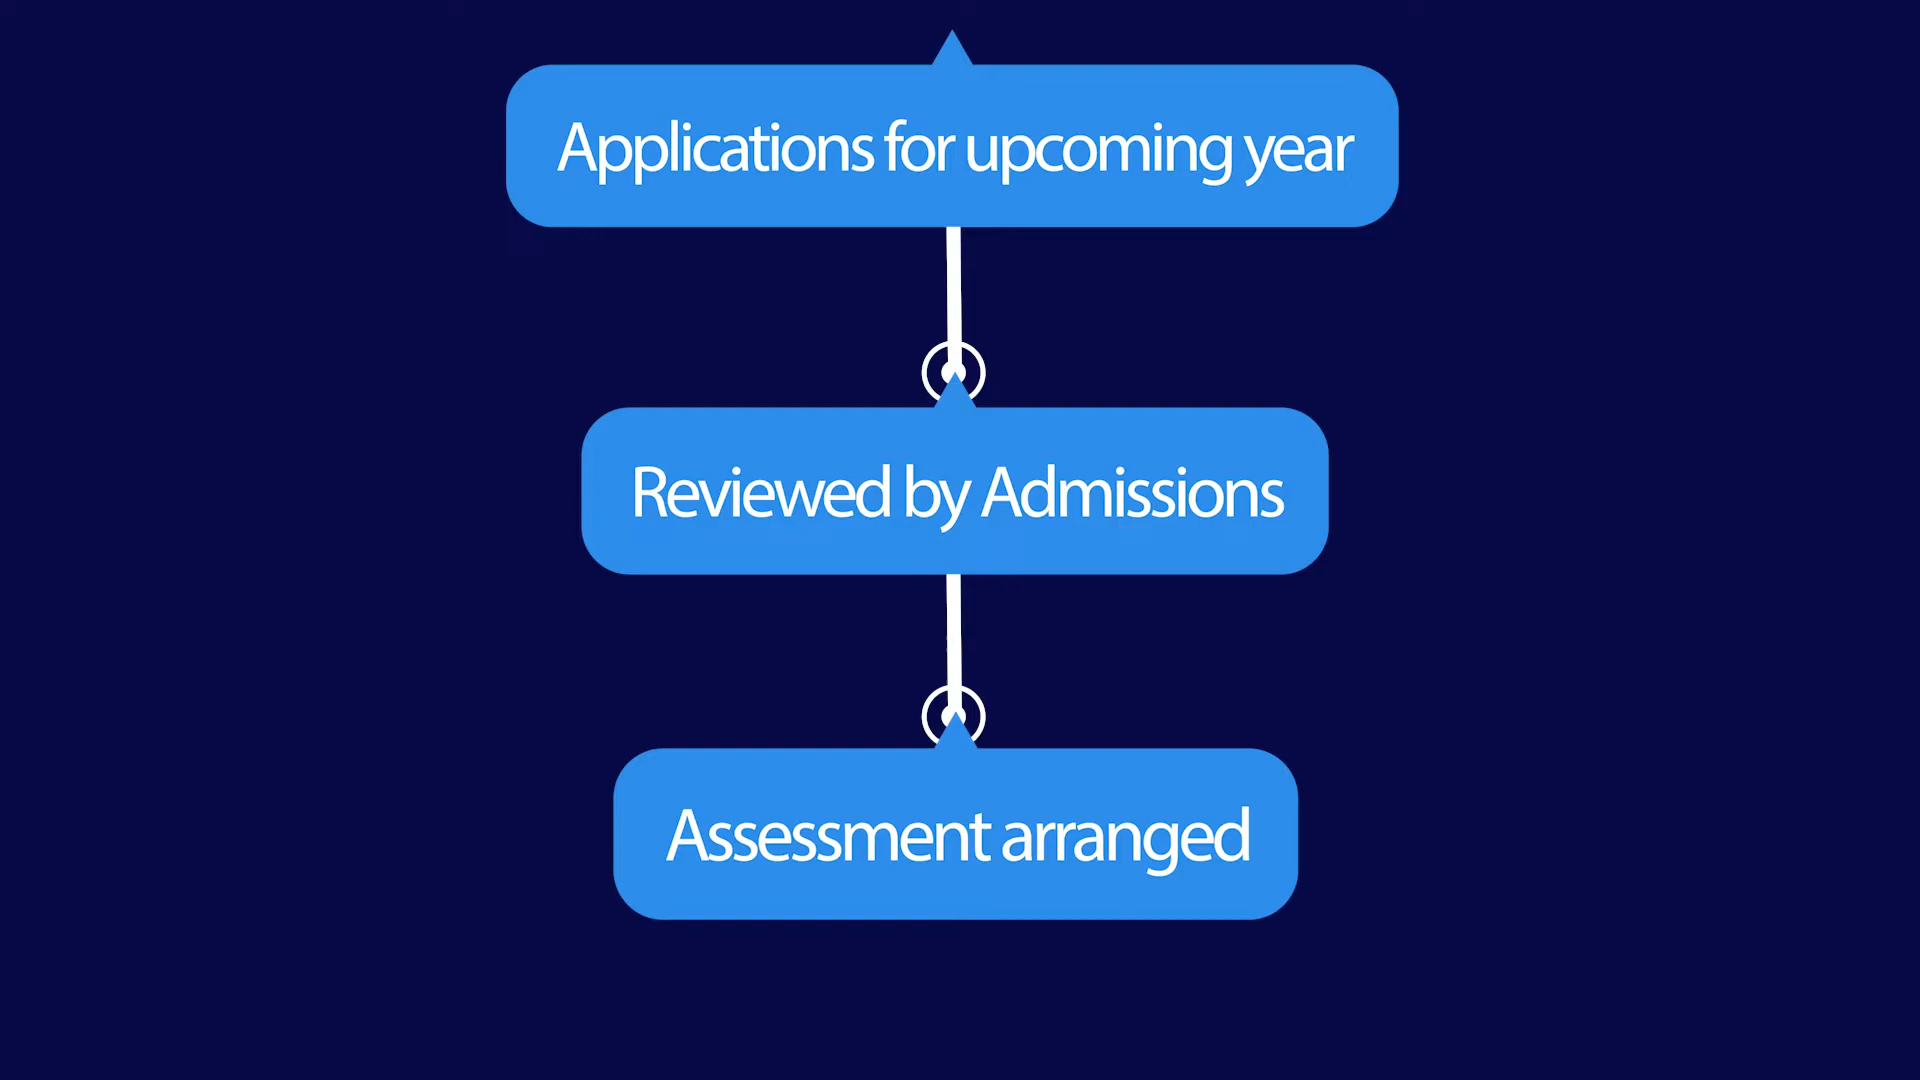 Applications for upcoming year
Reviewed by Admissions
Assessment arranged